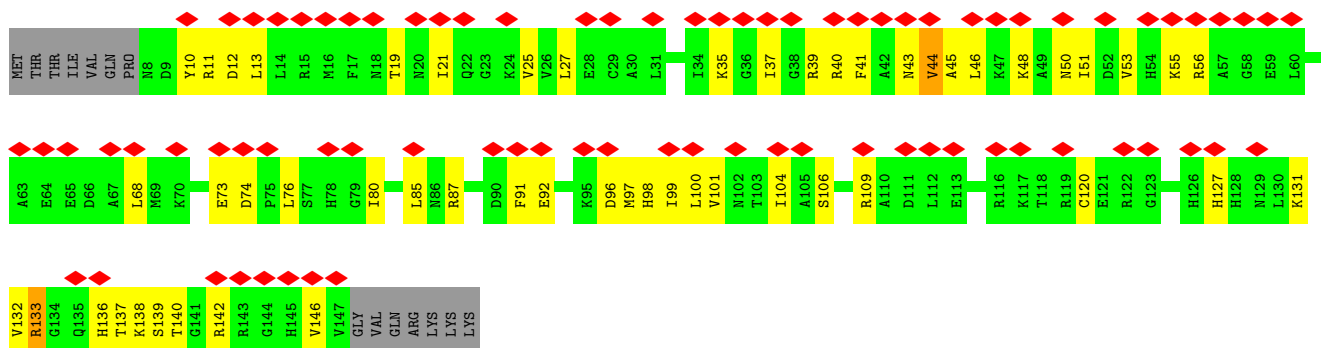 MET THR THR ILE VAL GLN PRO N8 D9 Y10 R11 D12 L13 L14 R15 M16 F17 N18 T19 N20 I21 Q22 G23 K24 V25 V26 L27 E28 C29 A30 L31 I34 K35 G36 I37 G38 R39 R40 F41 A42 N43 V44 A45 L46 K47 K48 A49 N50 I51 D52 V53 H54 K55 R56 A57 G58 E59 L60
A63 E64 E65 D66 A67 L68 M69 K70 E73 D74 P75 L76 S77 H78 G79 I80 L85 N86 R87 D90 F91 E92 K95 D96 M97 H98 I99 L100 V101 N102 T103 I104 A105 S106 R109 A110 D111 L112 E113 R116 K117 T118 R119 C120 E121 R122 G123 H126 H127 H128 N129 L130 K131
V132 R133 G134 Q135 H136 T137 K138 S139 T140 G141 R142 R143 G144 H145 V146 V147 GLY VAL GLN ARG LYS LYS LYS